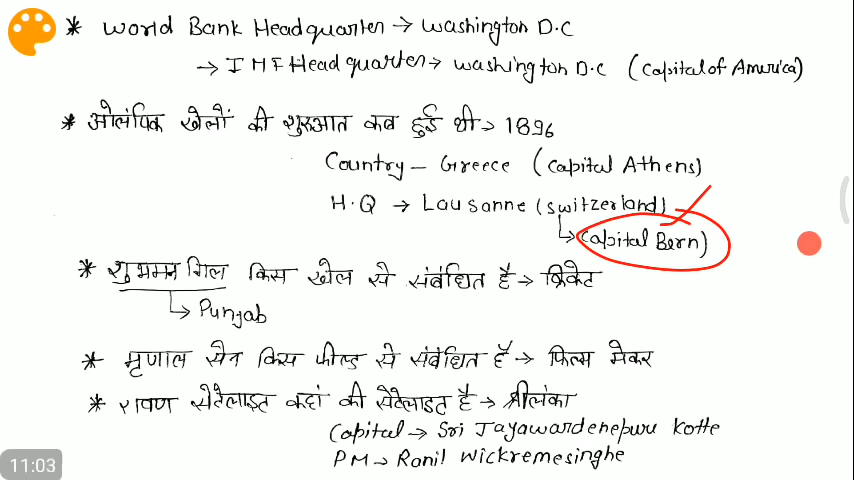 * World Bank Headquarter → Washington D.C
→ IMF Headquarter → Washington D.C (Capital of America)
* ओलंपिक खेलों की शुरुआत कब हुई थी → 1896
Country - Greece (Capital Athens)
H.Q → Lausanne (Switzerland)
↳ Capital Bern)
* शुभमन गिल किस खेल से संबंधित है → क्रिकेट
↳ Punjab
* मृणाल सेन किस फील्ड से संबंधित है → फिल्म मेकर
* रावण सेटेलाइट कहां की सेटेलाइट है → श्रीलंका
Capital → Sri Jayawardenepuru Kotte
PM → Ranil Wickremesinghe
11:03